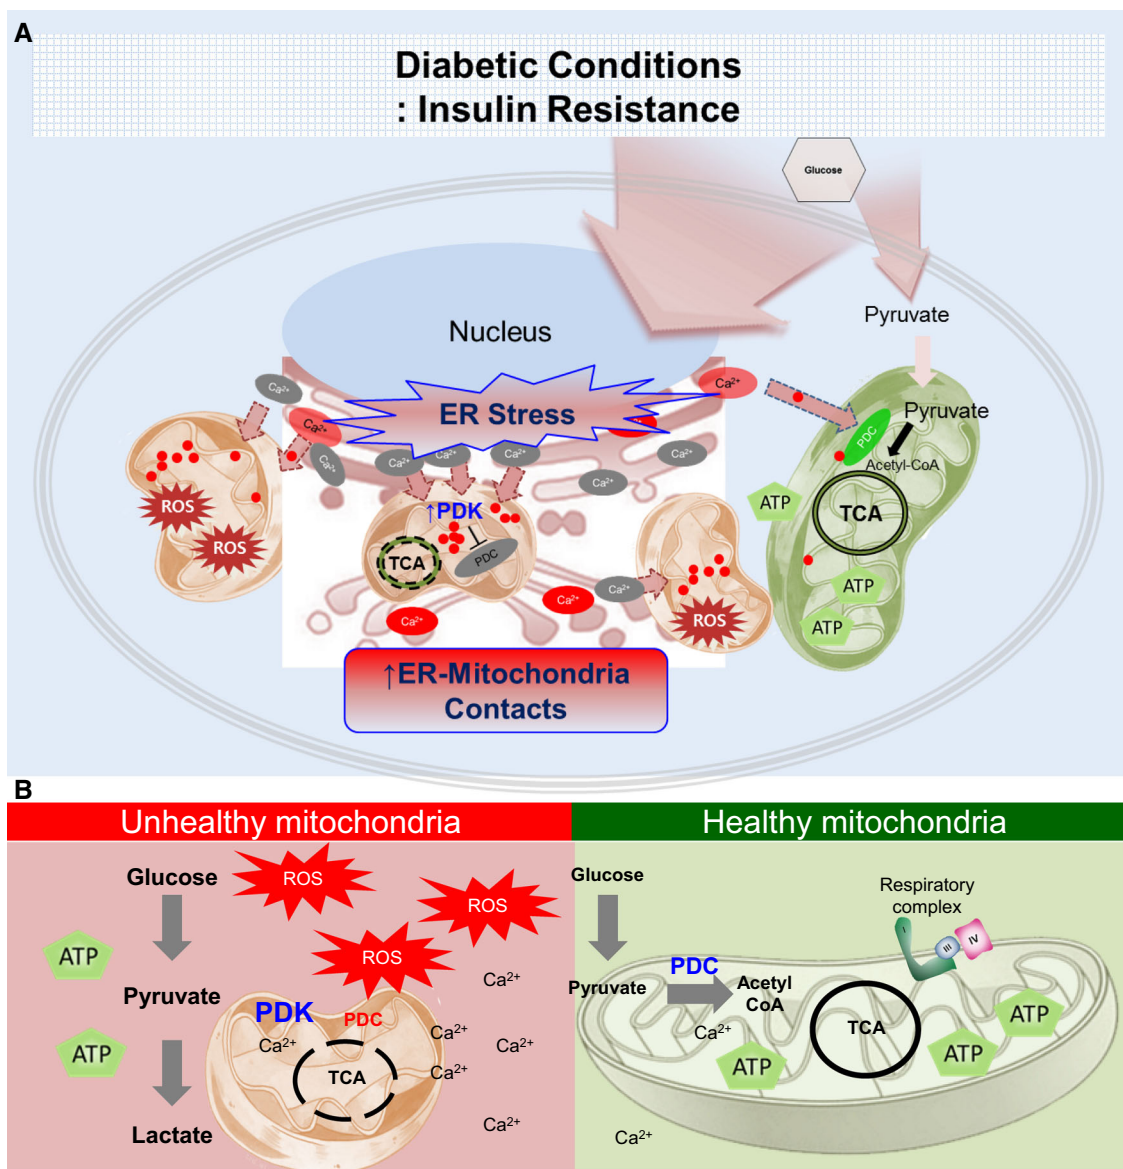 A
Diabetic Conditions
: Insulin Resistance
Glucose
Pyruvate
Nucleus
Ca²⁺
Ca²⁺
Ca²⁺
ER Stress
Pyruvate
PDC
Acetyl-CoA
Ca²⁺
Ca²⁺
Ca²⁺
Ca²⁺
Ca²⁺
ROS
ROS
↑PDK
TCA
PDC
ATP
TCA
Ca²⁺
Ca²⁺
Ca²⁺
ROS
ATP
ATP
↑ER-Mitochondria
Contacts
B
Unhealthy mitochondria
Healthy mitochondria
Glucose
ROS
ROS
ATP
ROS
Ca²⁺
Pyruvate
PDK
PDC
Ca²⁺
Ca²⁺
Ca²⁺
ATP
TCA
Ca²⁺
Lactate
Ca²⁺
Glucose
Respiratory
complex
I
III
IV
PDC
Pyruvate
Acetyl
CoA
Ca²⁺
TCA
ATP
ATP
ATP
Ca²⁺